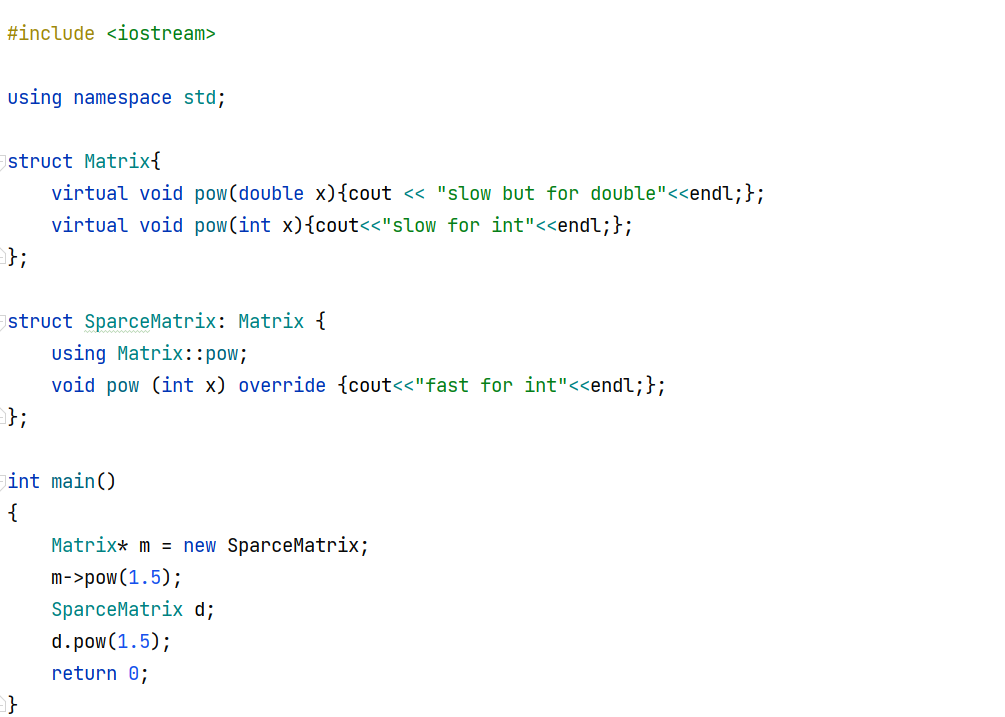 #include <iostream>
using namespace std;
struct Matrix{
    virtual void pow(double x){cout << "slow but for double"<<endl;};
    virtual void pow(int x){cout<<"slow for int"<<endl;};
};
struct SparceMatrix: Matrix {
    using Matrix::pow;
    void pow (int x) override {cout<<"fast for int"<<endl;};
};
int main()
{
    Matrix* m = new SparceMatrix;
    m->pow(1.5);
    SparceMatrix d;
    d.pow(1.5);
    return 0;
}